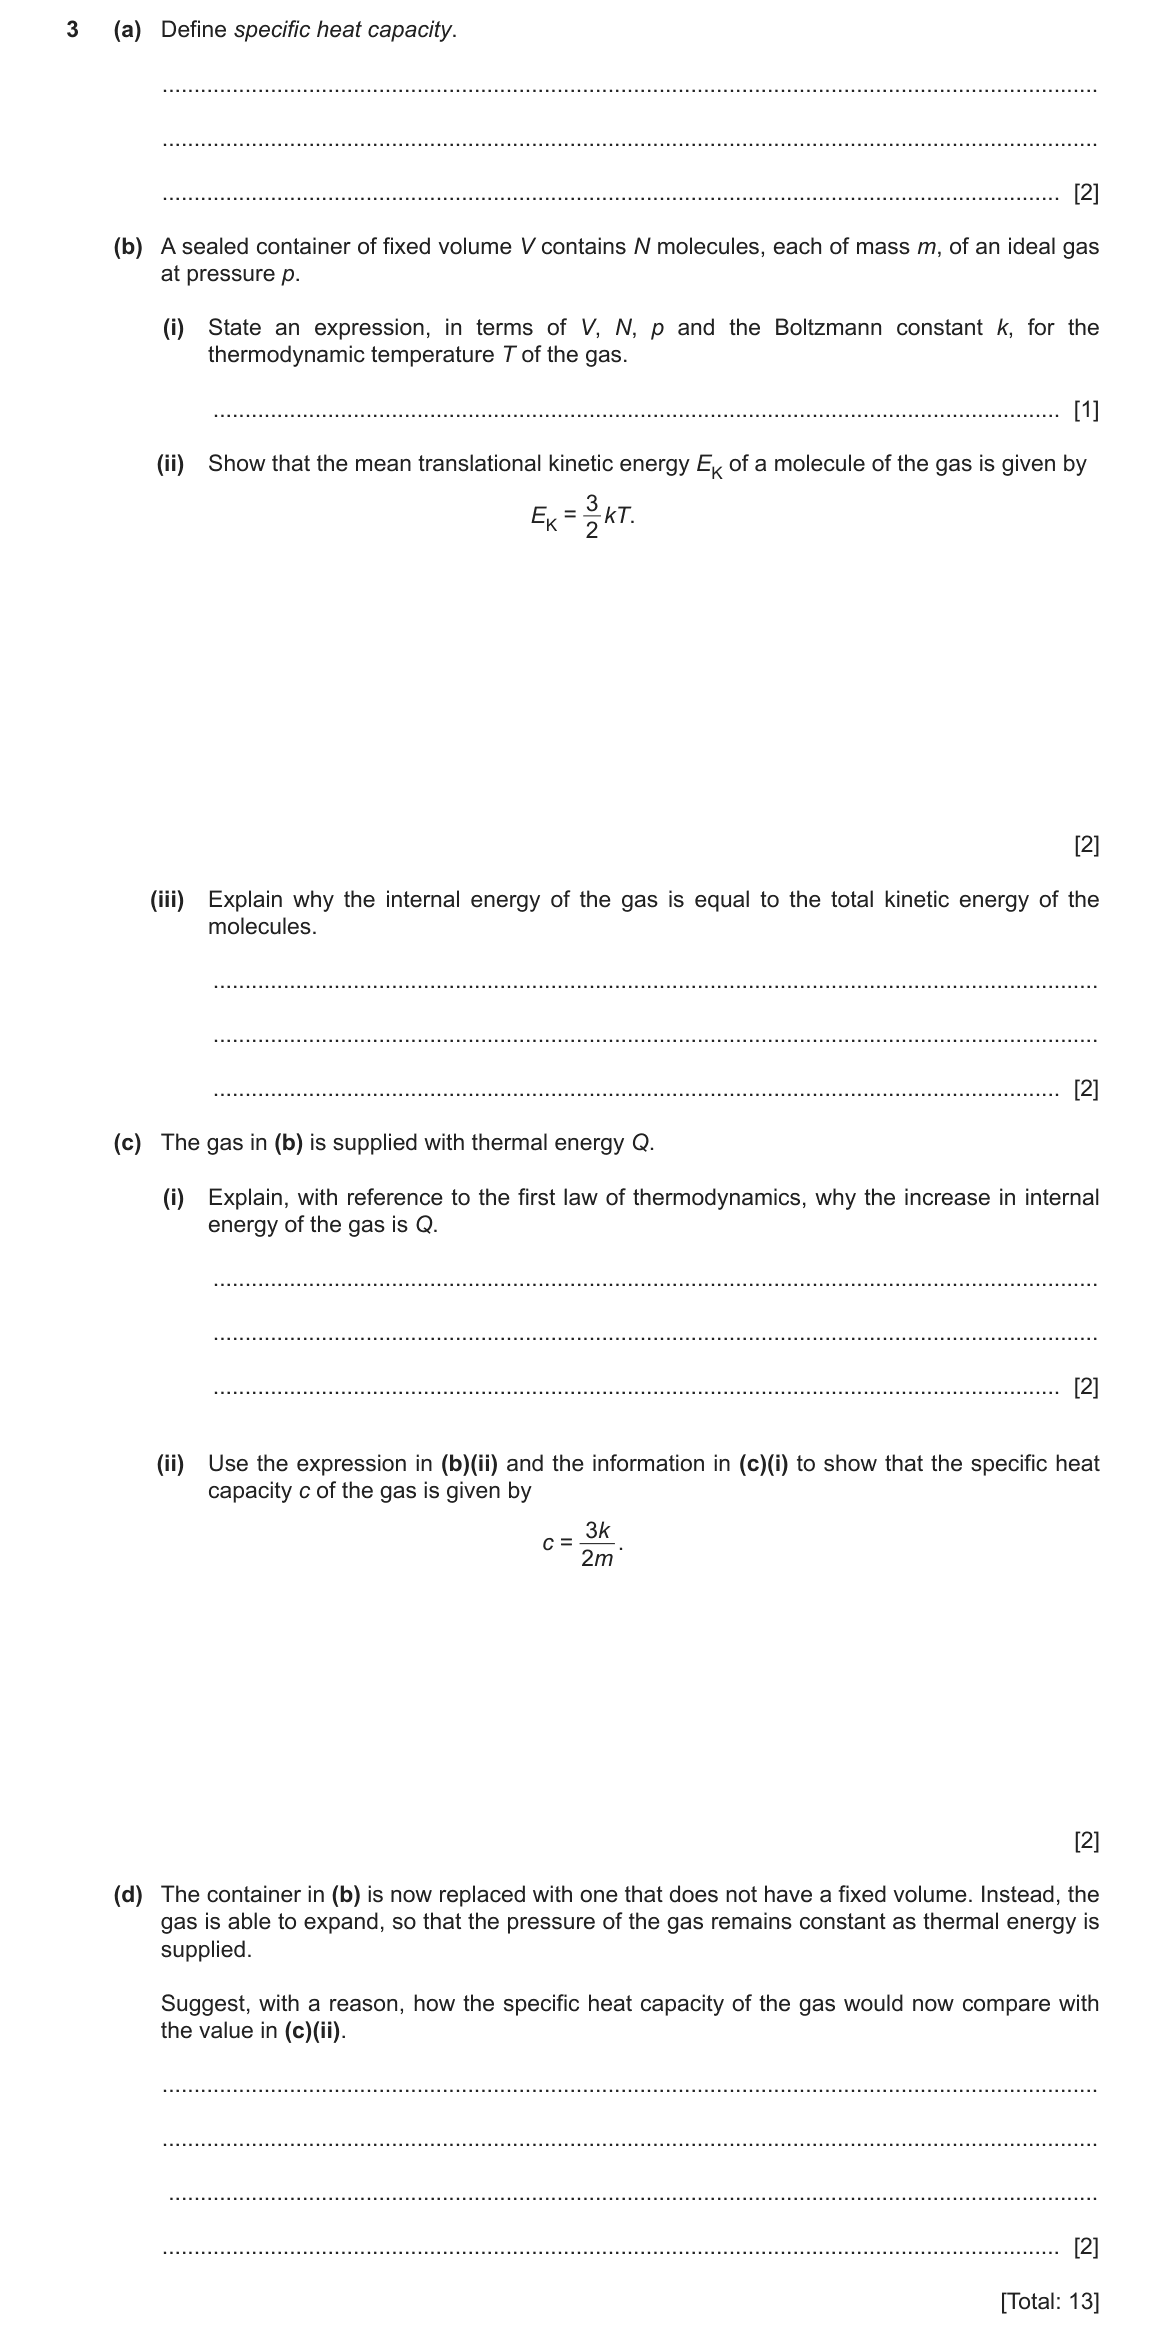 3 (a) Define specific heat capacity.
..........................................................................................
..........................................................................................
.......................................................................................... [2]
(b) A sealed container of fixed volume V contains N molecules, each of mass m, of an ideal gas
at pressure p.
(i) State an expression, in terms of V, N, p and the Boltzmann constant k, for the
thermodynamic temperature T of the gas.
.......................................................................................... [1]
(ii) Show that the mean translational kinetic energy E_K of a molecule of the gas is given by
E_K = 3/2 kT.
[2]
(iii) Explain why the internal energy of the gas is equal to the total kinetic energy of the
molecules.
..........................................................................................
..........................................................................................
.......................................................................................... [2]
(c) The gas in (b) is supplied with thermal energy Q.
(i) Explain, with reference to the first law of thermodynamics, why the increase in internal
energy of the gas is Q.
..........................................................................................
..........................................................................................
.......................................................................................... [2]
(ii) Use the expression in (b)(ii) and the information in (c)(i) to show that the specific heat
capacity c of the gas is given by
c = 3k/2m.
[2]
(d) The container in (b) is now replaced with one that does not have a fixed volume. Instead, the
gas is able to expand, so that the pressure of the gas remains constant as thermal energy is
supplied.
Suggest, with a reason, how the specific heat capacity of the gas would now compare with
the value in (c)(ii).
..........................................................................................
..........................................................................................
..........................................................................................
.......................................................................................... [2]
[Total: 13]